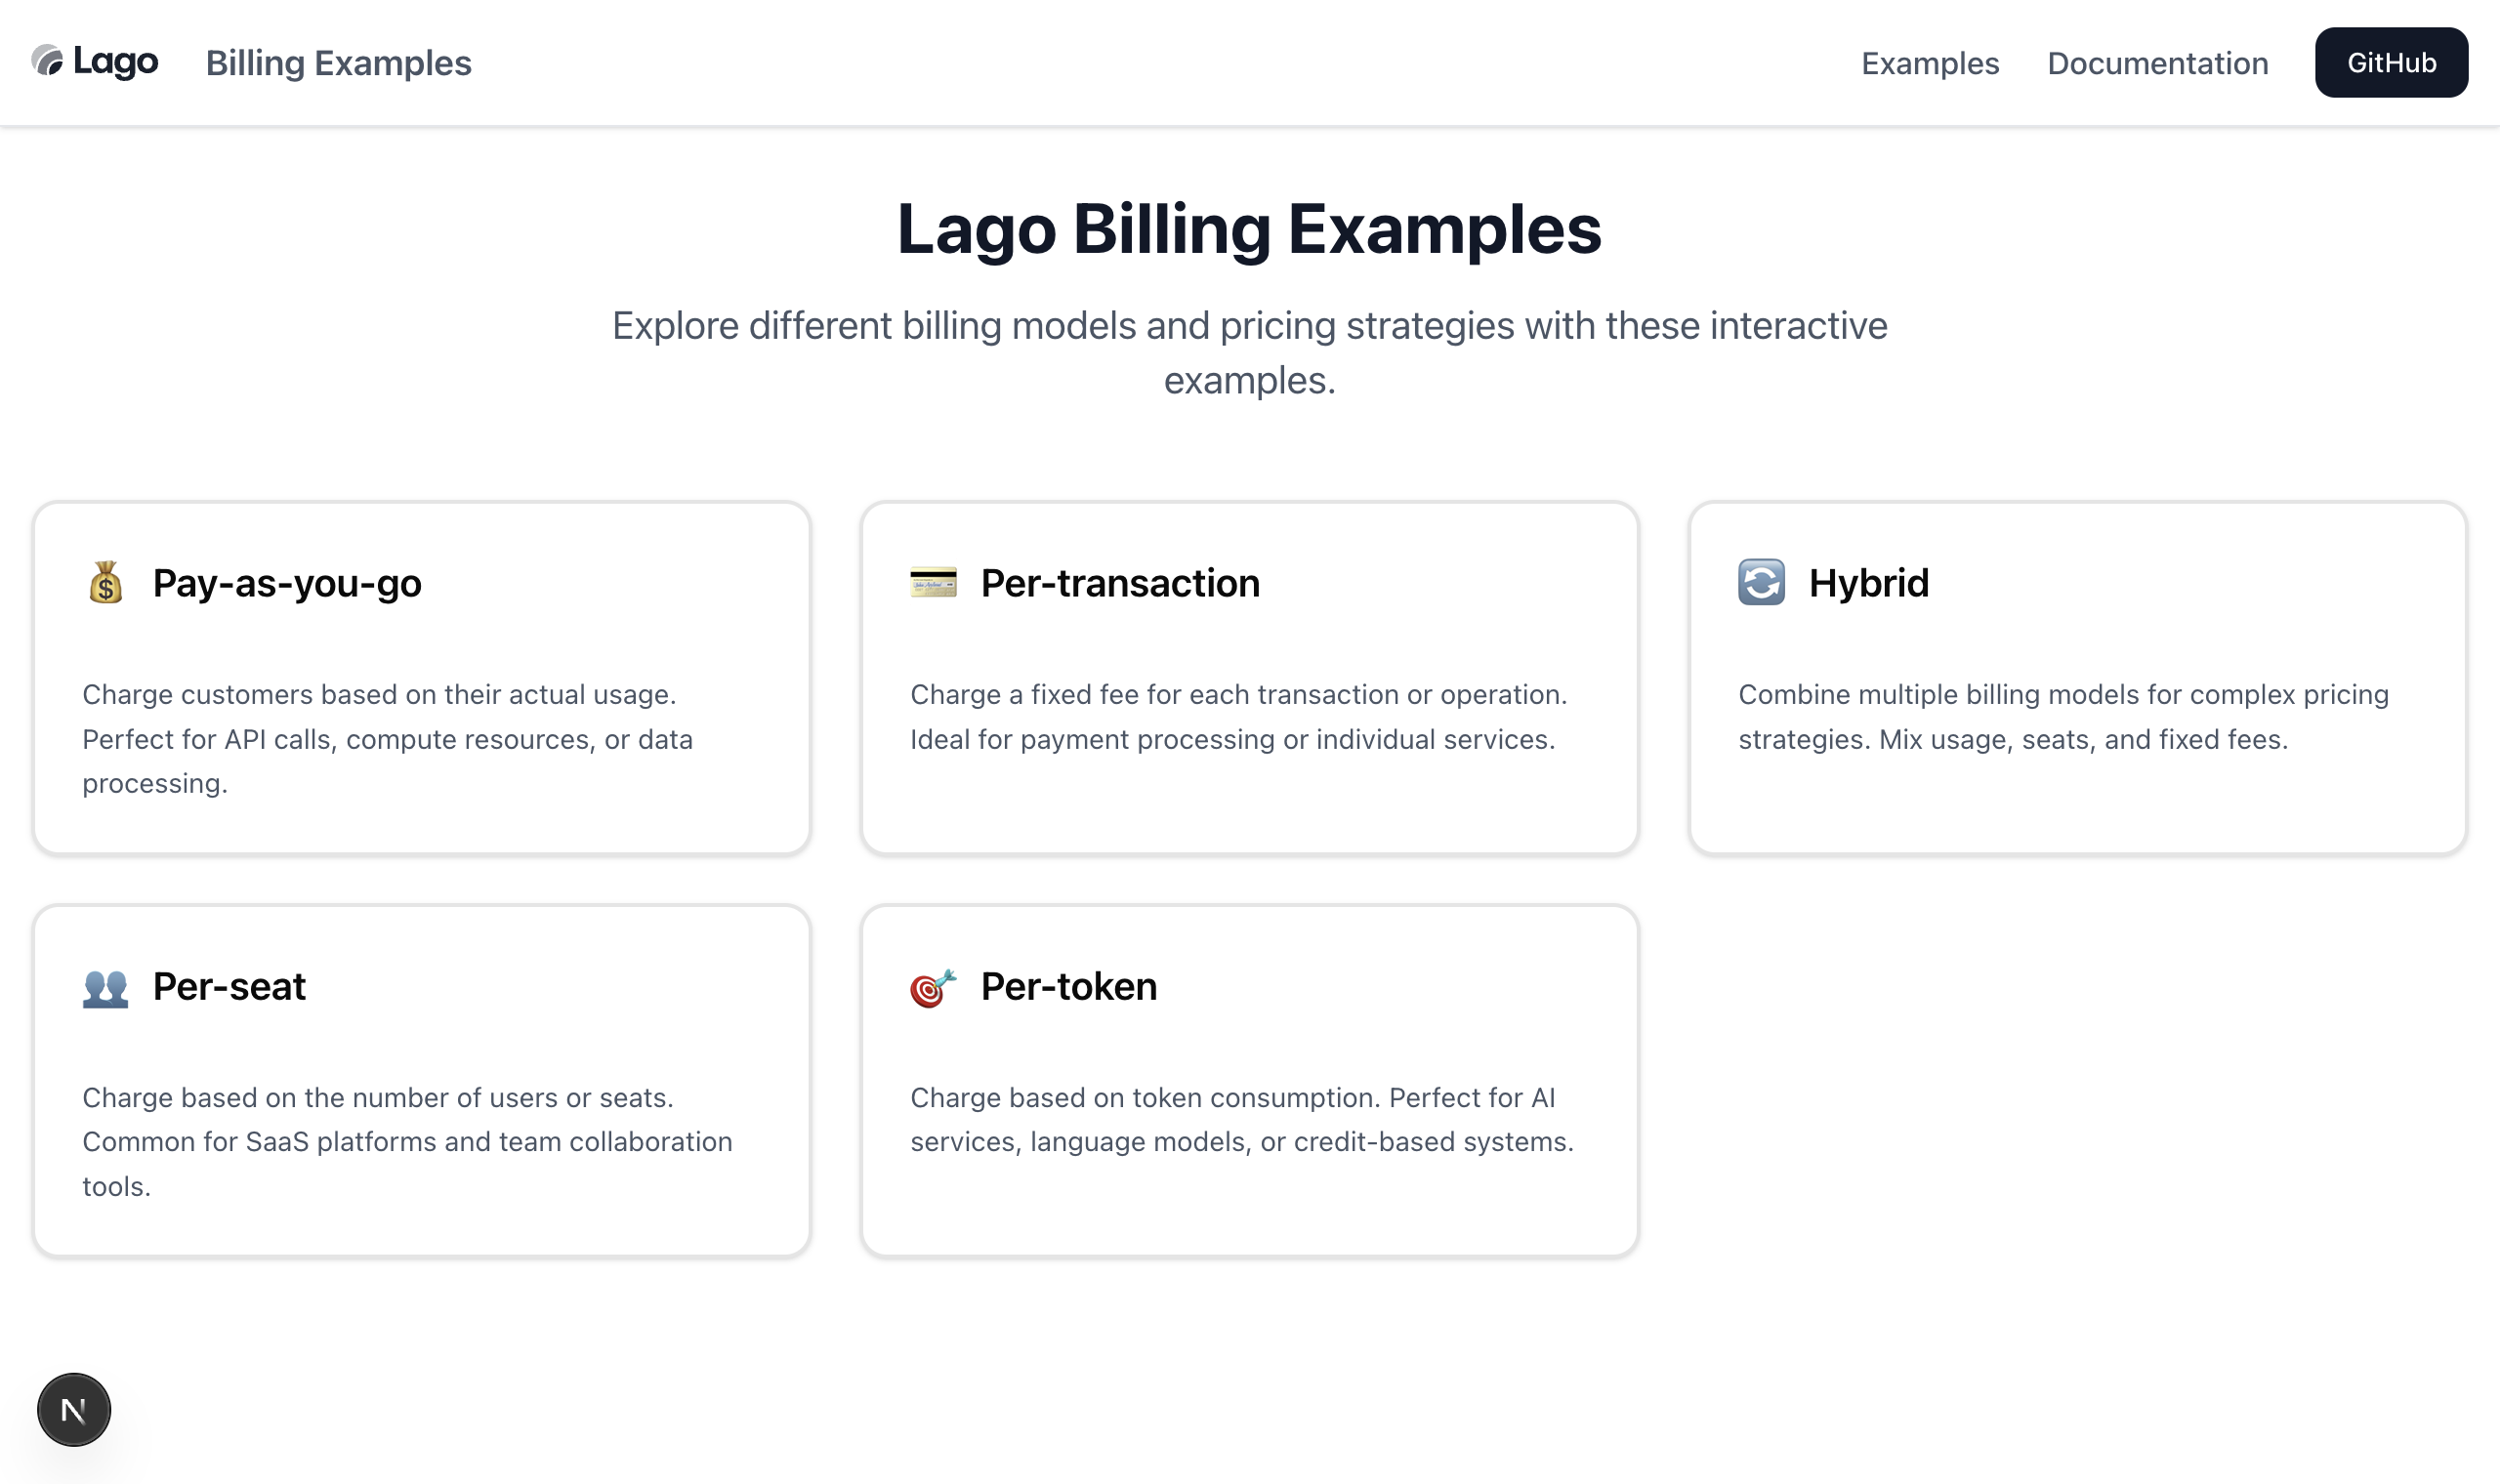 Lago
Billing Examples
Examples
Documentation
GitHub
Lago Billing Examples
Explore different billing models and pricing strategies with these interactive
examples.
Pay-as-you-go
Charge customers based on their actual usage.
Perfect for API calls, compute resources, or data
processing.
Per-transaction
Charge a fixed fee for each transaction or operation.
Ideal for payment processing or individual services.
Hybrid
Combine multiple billing models for complex pricing
strategies. Mix usage, seats, and fixed fees.
Per-seat
Charge based on the number of users or seats.
Common for SaaS platforms and team collaboration
tools.
Per-token
Charge based on token consumption. Perfect for AI
services, language models, or credit-based systems.
N